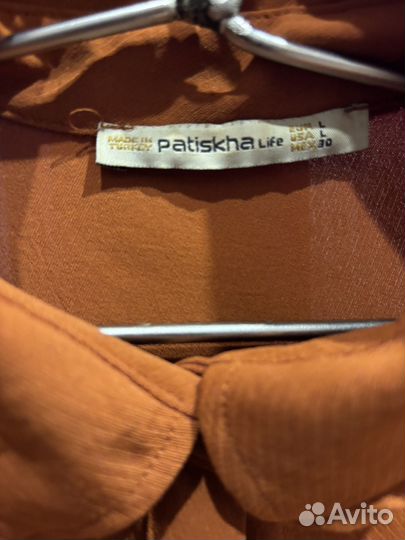 MADE IN
TURKEY
Patiskha Life
EUR L
USA L
MEX 30
Avito